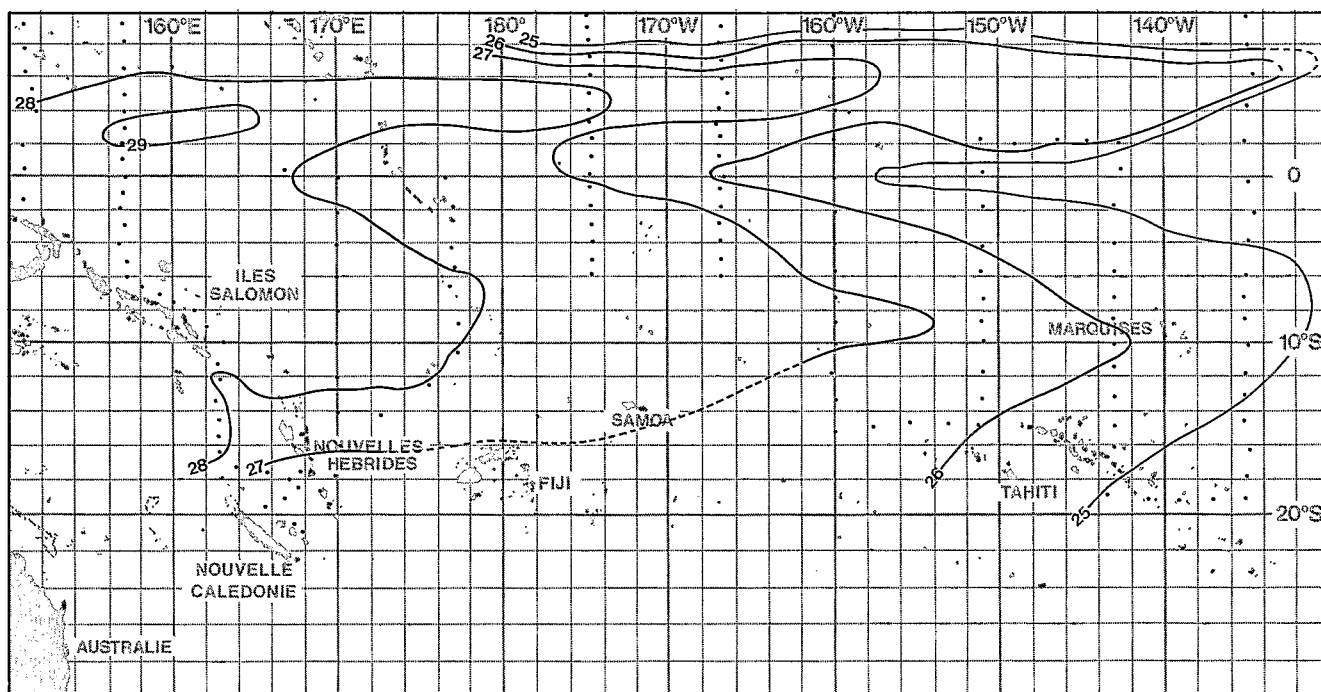 160°E 170°E 180° 170°W 160°W 150°W 140°W
26 25
27
28
29
0
ILES
SALOMON
MARQUISES
10°S
SAMOA
NOUVELLES
HEBRIDES
28 27
26
25
FIJI
TAHITI
20°S
NOUVELLE
CALEDONIE
AUSTRALIE